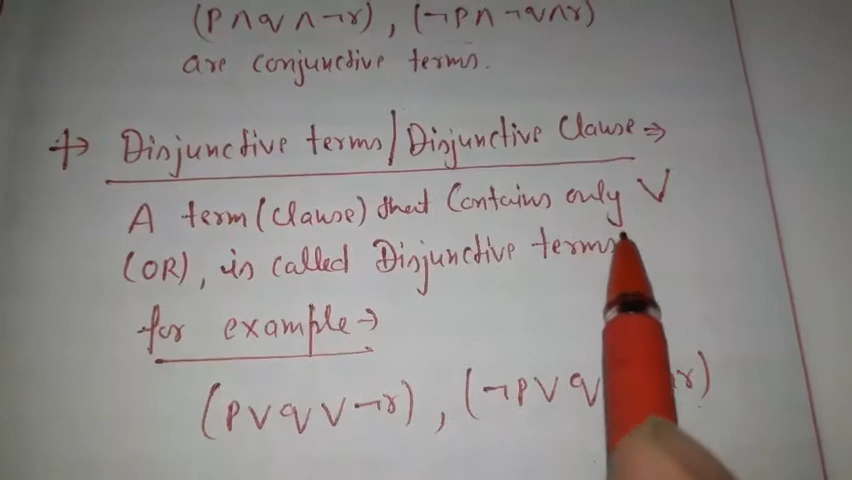 (p∧q∧¬r), (¬p∧¬q∧r)
are conjunctive terms.
→ Disjunctive terms/Disjunctive Clause ⇒
A term (Clause) that Contains only ∨
(OR), is called Disjunctive terms
for example →
(p∨q∨¬r), (¬p∨q r)